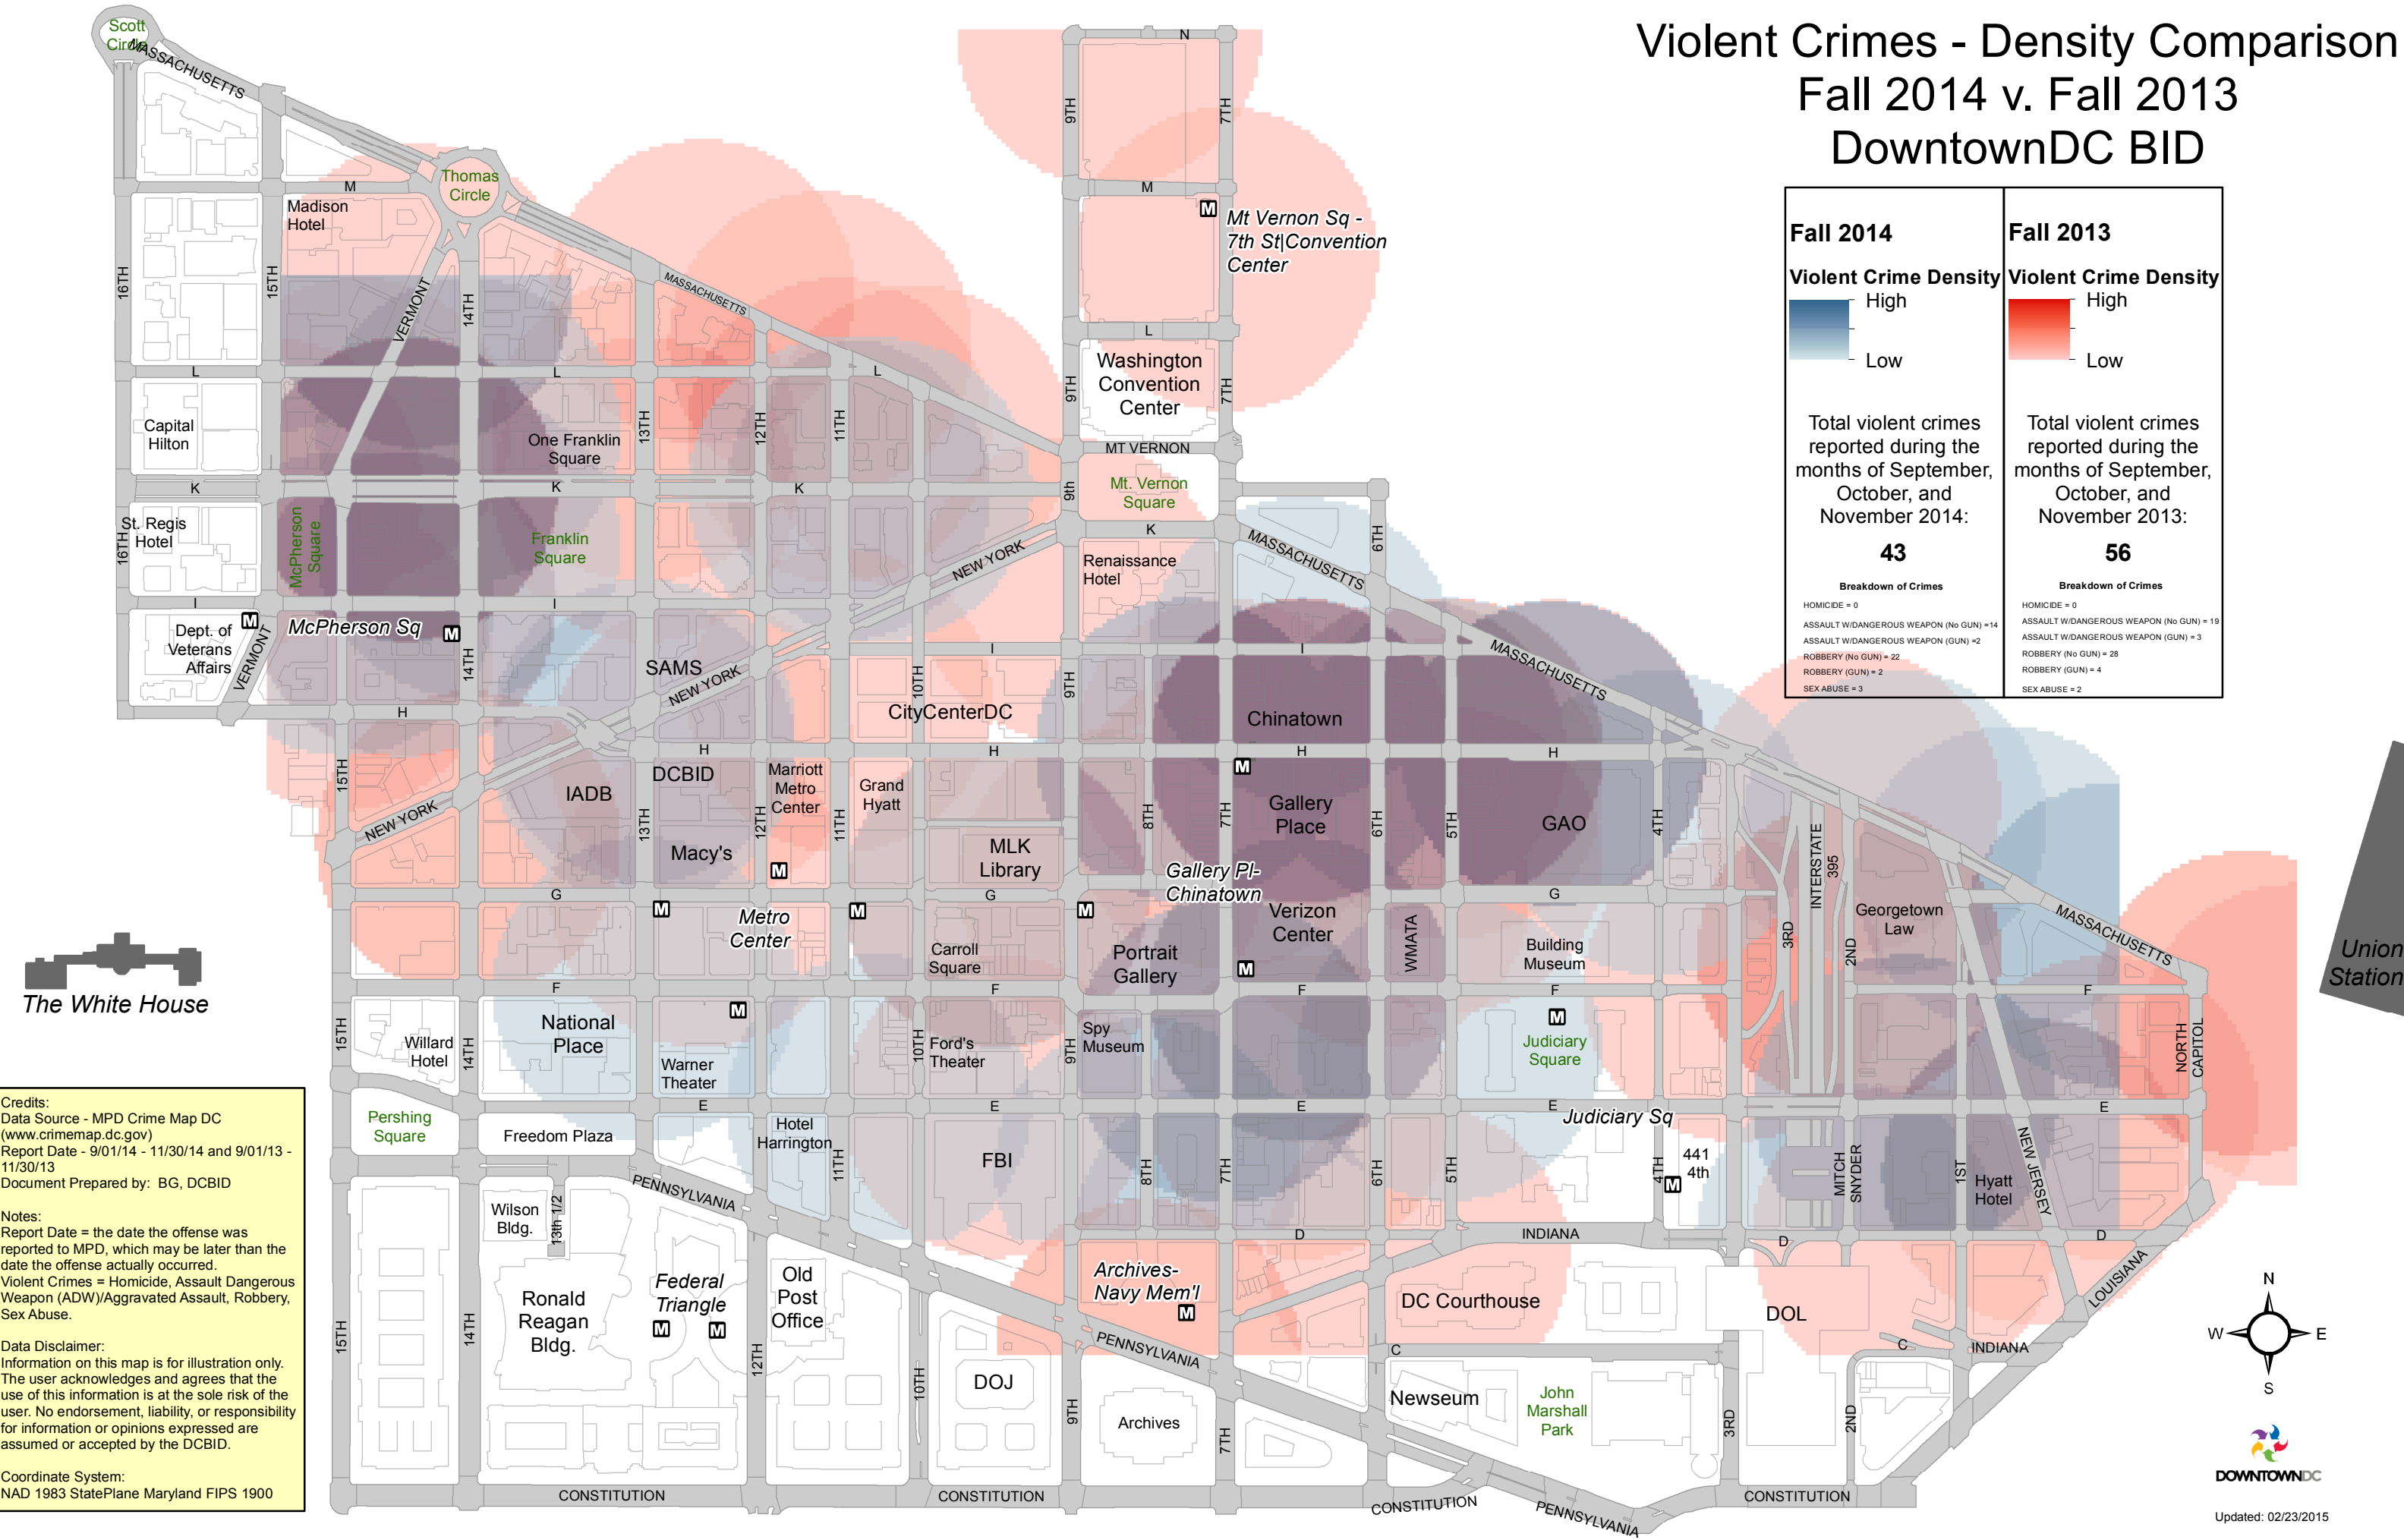 Violent Crimes - Density Comparison
Fall 2014 v. Fall 2013
DowntownDC BID
Fall 2014
Violent Crime Density
High
Low
Total violent crimes
reported during the
months of September,
October, and
November 2014:
43
Breakdown of Crimes
HOMICIDE = 0
ASSAULT W/DANGEROUS WEAPON (No GUN) =14
ASSAULT W/DANGEROUS WEAPON (GUN) =2
ROBBERY (No GUN) = 22
ROBBERY (GUN) = 2
SEX ABUSE = 3
Fall 2013
Violent Crime Density
High
Low
Total violent crimes
reported during the
months of September,
October, and
November 2013:
56
Breakdown of Crimes
HOMICIDE = 0
ASSAULT W/DANGEROUS WEAPON (No GUN) = 19
ASSAULT W/DANGEROUS WEAPON (GUN) = 3
ROBBERY (No GUN) = 28
ROBBERY (GUN) = 4
SEX ABUSE = 2
Scott
Circle
MASSACHUSETTS
N
9TH
7TH
M
Thomas
Circle
M
Madison
Hotel
M
Mt Vernon Sq -
7th St|Convention
Center
16TH
15TH
VERMONT
14TH
MASSACHUSETTS
L
Washington
Convention
Center
9TH
7TH
L
L
L
Capital
Hilton
One Franklin
Square
13TH
12TH
11TH
MT VERNON
K
K
K
9th
Mt. Vernon
Square
St. Regis
Hotel
16TH
McPherson
Square
Franklin
Square
NEW YORK
K
Renaissance
Hotel
MASSACHUSETTS
6TH
I
I
M
Dept. of
Veterans
Affairs
VERMONT
McPherson Sq
M
14TH
SAMS
NEW YORK
I
10TH
9TH
I
MASSACHUSETTS
CityCenterDC
Chinatown
H
H
H
H
H
15TH
NEW YORK
IADB
DCBID
13TH
Macy's
12TH
Marriott
Metro
Center
M
11TH
Grand
Hyatt
MLK
Library
8TH
7TH
M
Gallery
Place
6TH
5TH
GAO
4TH
INTERSTATE
395
Gallery Pl-
Chinatown
G
G
G
M
Metro
Center
M
Carroll
Square
M
Portrait
Gallery
Verizon
Center
M
WMATA
Building
Museum
3RD
2ND
Georgetown
Law
MASSACHUSETTS
Union
Station
The White House
F
F
F
F
F
15TH
Willard
Hotel
14TH
National
Place
M
Warner
Theater
10TH
Ford's
Theater
9TH
Spy
Museum
M
Judiciary
Square
NORTH
CAPITOL
E
E
E
E
E
Pershing
Square
Freedom Plaza
Hotel
Harrington
11TH
FBI
8TH
7TH
6TH
5TH
Judiciary Sq
4TH
441
4th
M
MITCH
SNYDER
1ST
Hyatt
Hotel
NEW JERSEY
PENNSYLVANIA
Wilson
Bldg.
13th 1/2
D
INDIANA
D
D
LOUISIANA
15TH
14TH
Ronald
Reagan
Bldg.
Federal
Triangle
M
M
12TH
Old
Post
Office
Archives-
Navy Mem'l
M
DC Courthouse
DOL
PENNSYLVANIA
C
C
INDIANA
10TH
DOJ
9TH
Archives
7TH
Newseum
John
Marshall
Park
3RD
2ND
CONSTITUTION
CONSTITUTION
CONSTITUTION
PENNSYLVANIA
CONSTITUTION
Credits:
Data Source - MPD Crime Map DC
(www.crimemap.dc.gov)
Report Date - 9/01/14 - 11/30/14 and 9/01/13 -
11/30/13
Document Prepared by:  BG, DCBID
Notes:
Report Date = the date the offense was
reported to MPD, which may be later than the
date the offense actually occurred.
Violent Crimes = Homicide, Assault Dangerous
Weapon (ADW)/Aggravated Assault, Robbery,
Sex Abuse.
Data Disclaimer:
Information on this map is for illustration only.
The user acknowledges and agrees that the
use of this information is at the sole risk of the
user. No endorsement, liability, or responsibility
for information or opinions expressed are
assumed or accepted by the DCBID.
Coordinate System:
NAD 1983 StatePlane Maryland FIPS 1900
N
W
E
S
DOWNTOWNDC
Updated: 02/23/2015